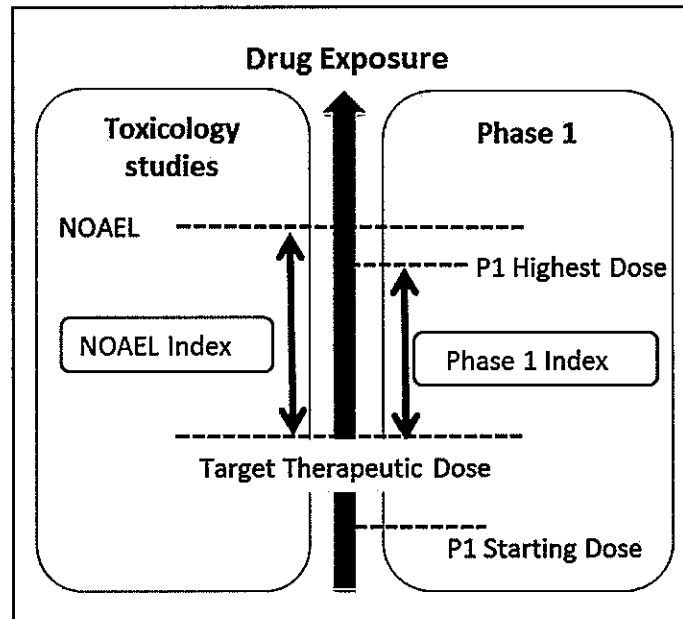 Drug Exposure
Toxicology
studies
Phase 1
NOAEL
P1 Highest Dose
NOAEL Index
Phase 1 Index
Target Therapeutic Dose
P1 Starting Dose